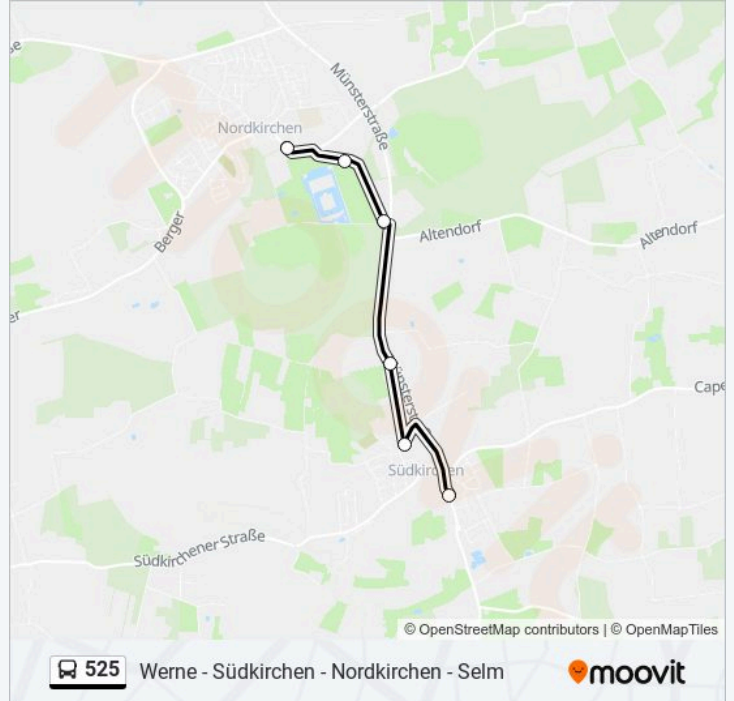 Münsterstraße
Nordkirchen
Berger
Altendorf
Altendorf
Cape
Südkirchen
Südkirchener Straße
© OpenStreetMap contributors | © OpenMapTiles
525 Werne - Südkirchen - Nordkirchen - Selm moovit